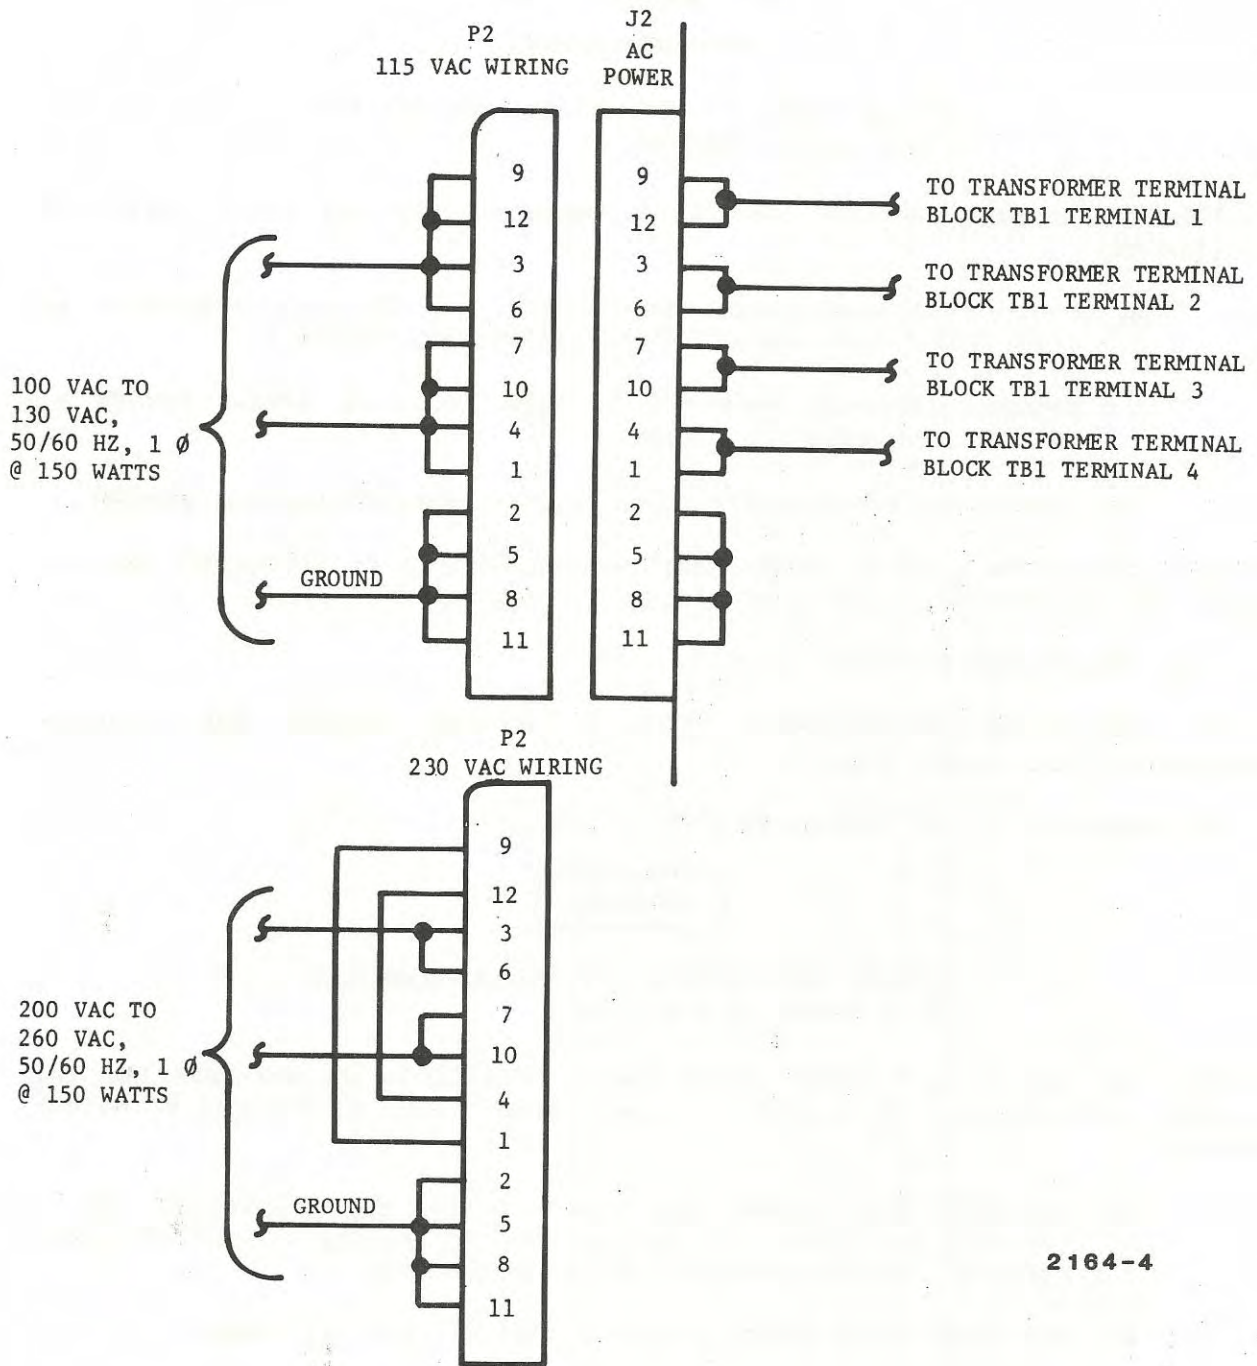 P2
115 VAC WIRING
J2
AC
POWER
9
12
3
6
7
10
4
1
2
5
8
11
9
12
3
6
7
10
4
1
2
5
8
11
100 VAC TO
130 VAC,
50/60 HZ, 1 Ø
@ 150 WATTS
GROUND
TO TRANSFORMER TERMINAL
BLOCK TB1 TERMINAL 1
TO TRANSFORMER TERMINAL
BLOCK TB1 TERMINAL 2
TO TRANSFORMER TERMINAL
BLOCK TB1 TERMINAL 3
TO TRANSFORMER TERMINAL
BLOCK TB1 TERMINAL 4
P2
230 VAC WIRING
9
12
3
6
7
10
4
1
2
5
8
11
200 VAC TO
260 VAC,
50/60 HZ, 1 Ø
@ 150 WATTS
GROUND
2164-4